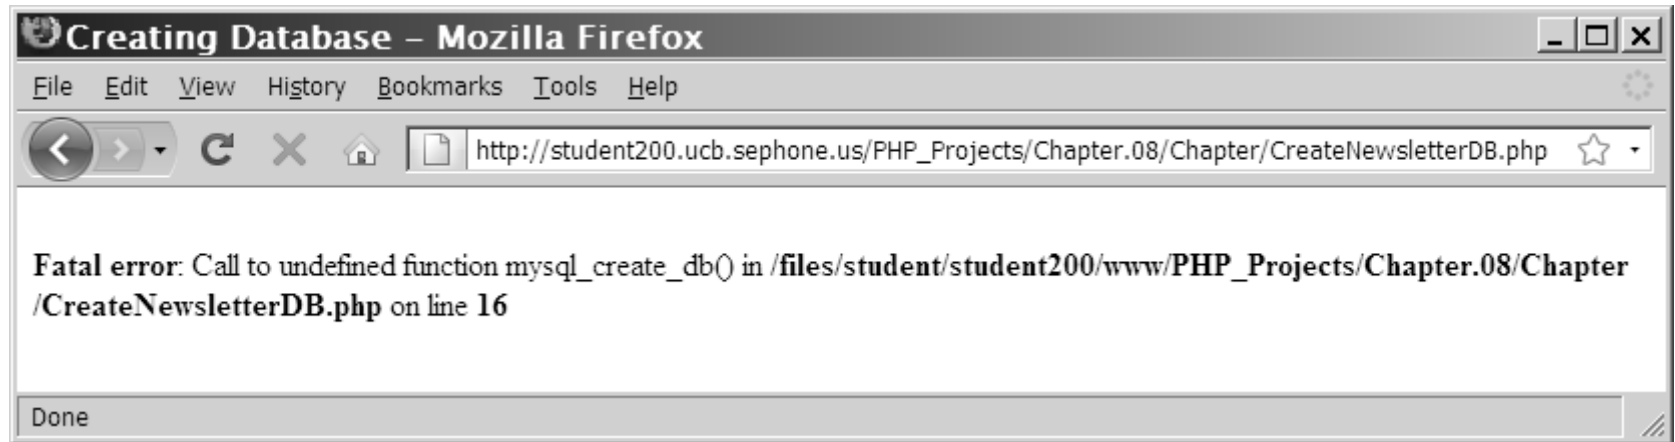 Creating Database – Mozilla Firefox
File Edit View History Bookmarks Tools Help
http://student200.ucb.sephone.us/PHP_Projects/Chapter.08/Chapter/CreateNewsletterDB.php
Fatal error: Call to undefined function mysql_create_db() in /files/student/student200/www/PHP_Projects/Chapter.08/Chapter
/CreateNewsletterDB.php on line 16
Done